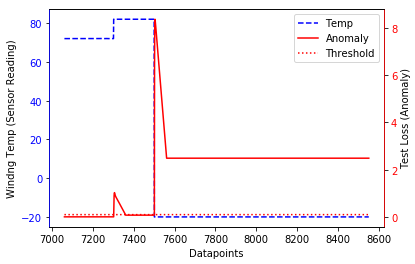 Temp
Anomaly
Threshold
80
60
40
20
0
−20
Windng Temp (Sensor Reading)
8
6
4
2
0
Test Loss (Anomaly)
7000 7200 7400 7600 7800 8000 8200 8400 8600
Datapoints